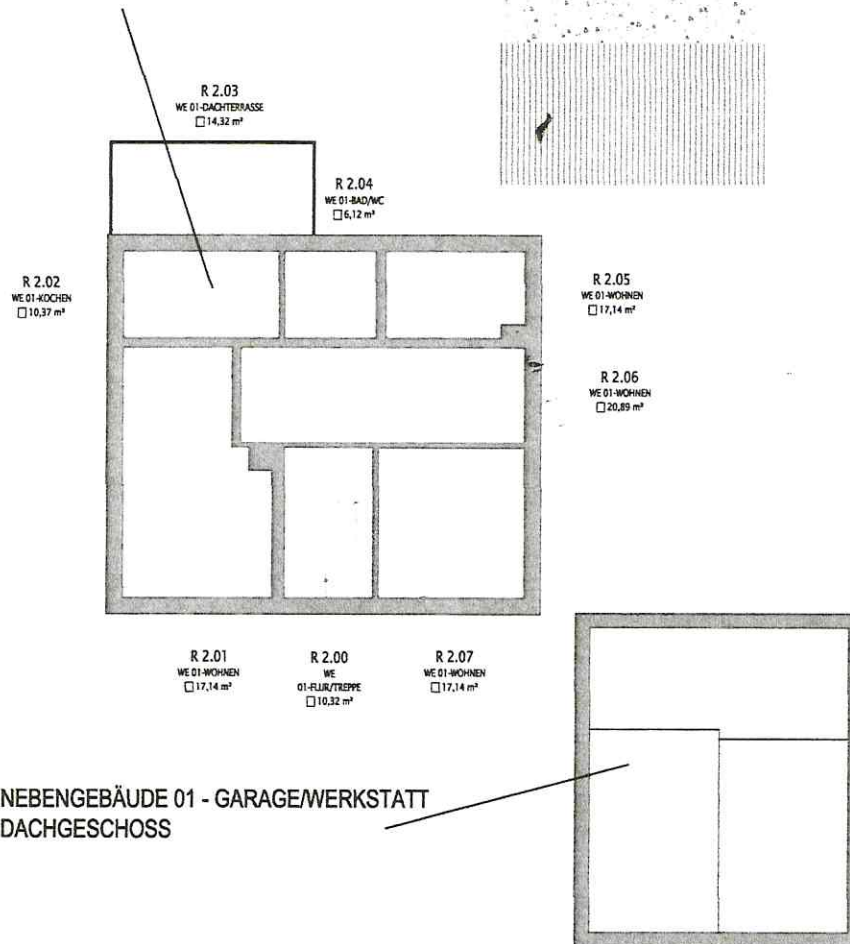 R 2.03
WE 01-DACHTERRASSE
14,32 m²
R 2.04
WE 01-BAD/WC
6,12 m²
R 2.02
WE 01-KOCHEN
10,37 m²
R 2.05
WE 01-WOHNEN
17,14 m²
R 2.06
WE 01-WOHNEN
20,89 m²
R 2.01
WE 01-WOHNEN
17,14 m²
R 2.00
WE
01-FLUR/TREPPE
10,32 m²
R 2.07
WE 01-WOHNEN
17,14 m²
NEBENGEBÄUDE 01 - GARAGE/WERKSTATT
DACHGESCHOSS